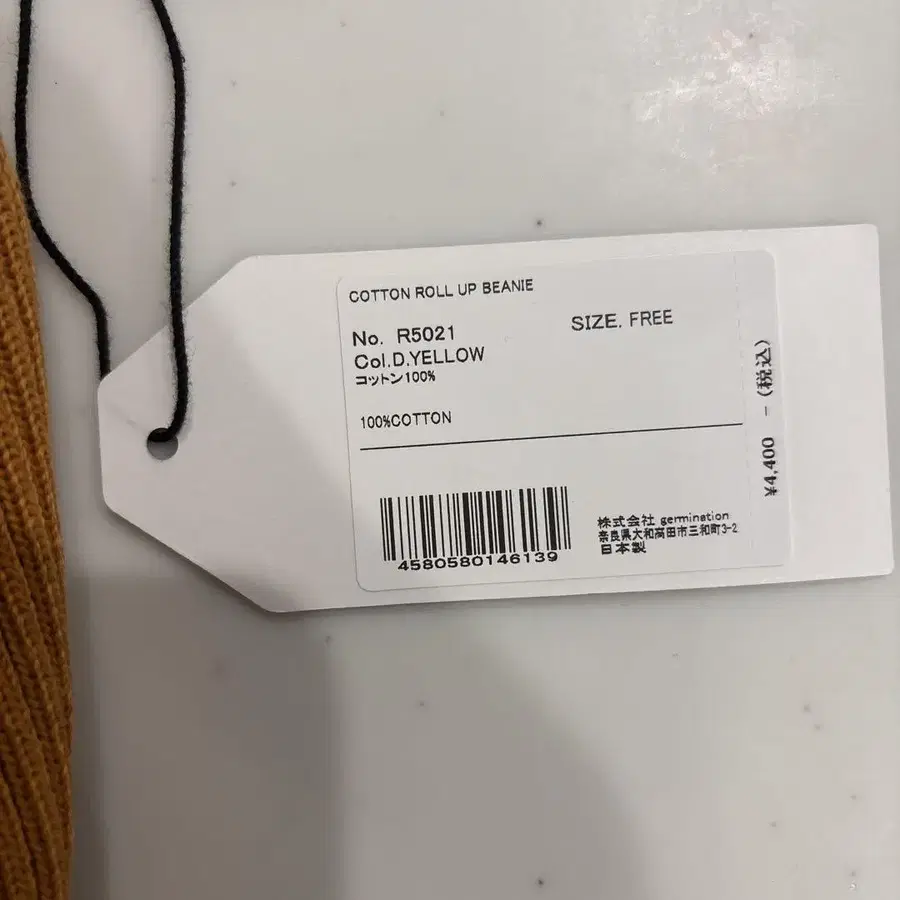 COTTON ROLL UP BEANIE
No. R5021
SIZE. FREE
Col.D.YELLOW
コットン100%
100%COTTON
4580580146139
株式会社 germination
奈良県大和高田市三和町3-2
日本製
¥4,400 - (税込)